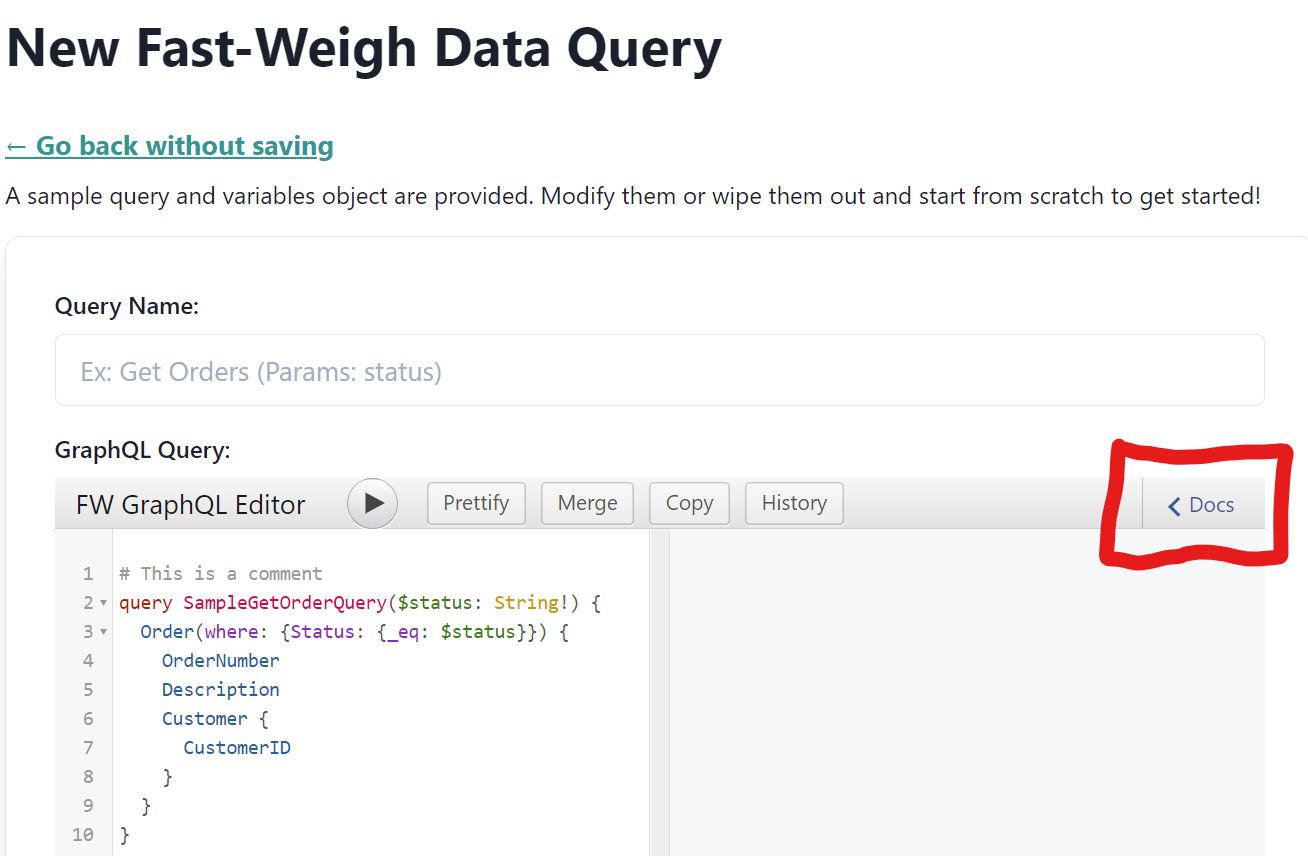 New Fast-Weigh Data Query
← Go back without saving
A sample query and variables object are provided. Modify them or wipe them out and start from scratch to get started!
Query Name:
Ex: Get Orders (Params: status)
GraphQL Query:
FW GraphQL Editor Prettify Merge Copy History Docs
1 # This is a comment
2 query SampleGetOrderQuery($status: String!) {
3 Order(where: {Status: {_eq: $status}}) {
4 OrderNumber
5 Description
6 Customer {
7 CustomerID
8 }
9 }
10 }